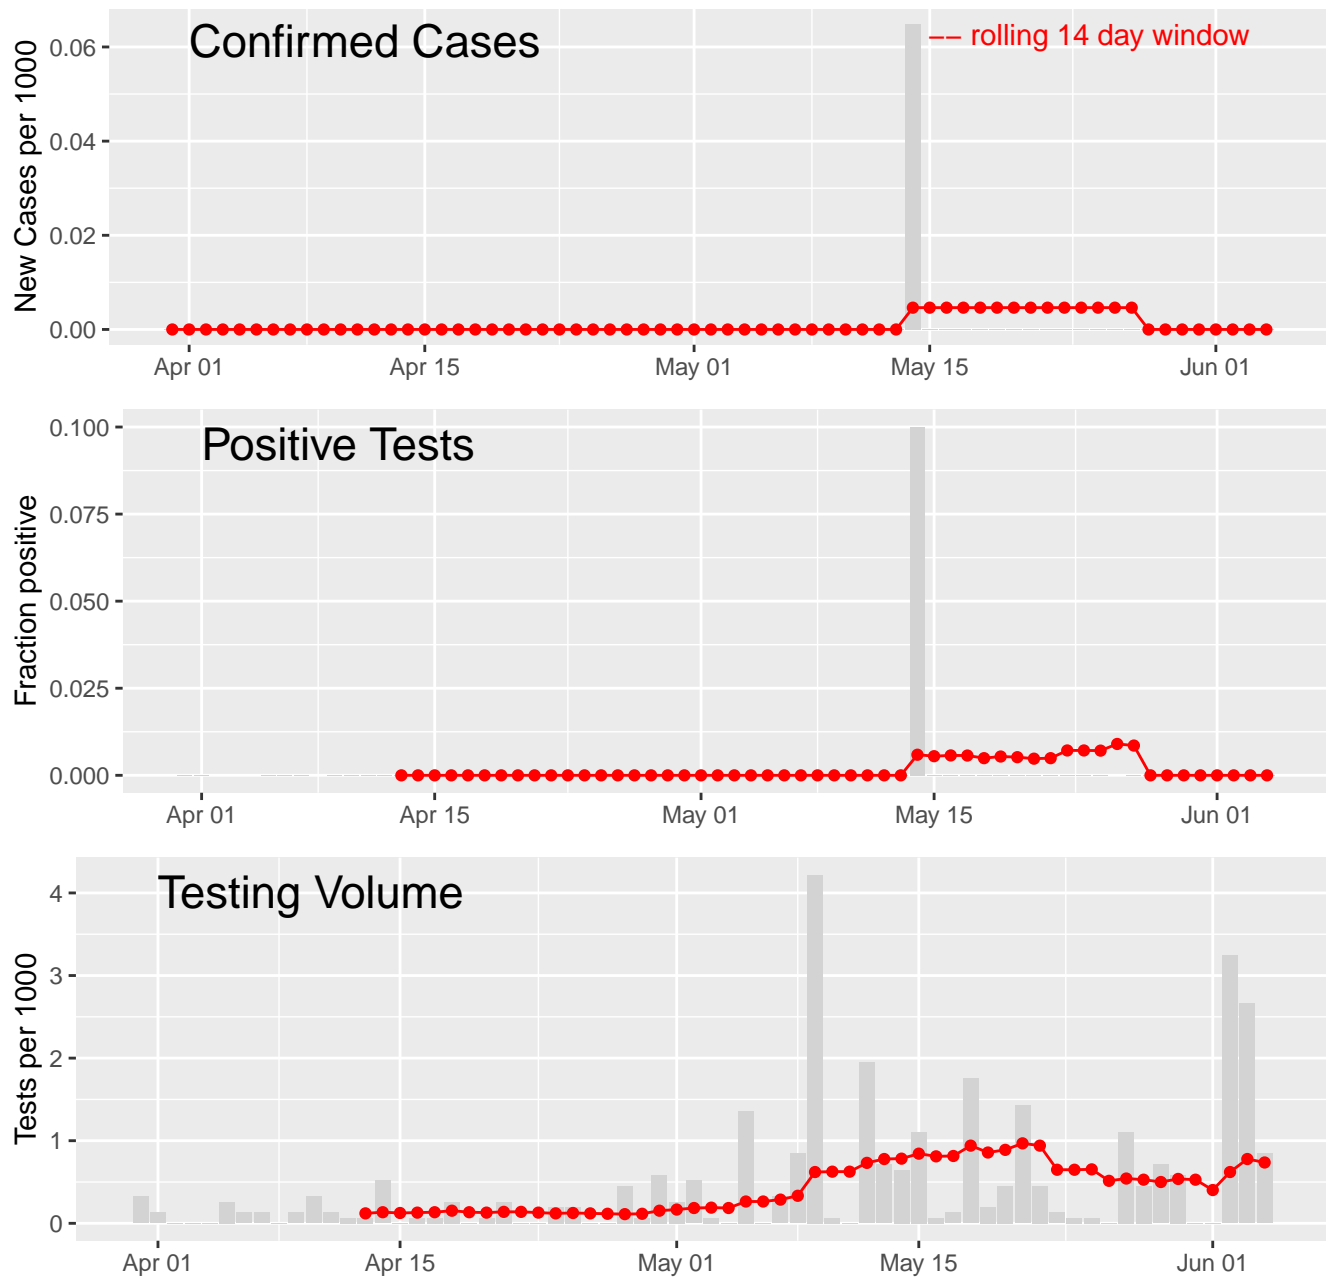 Confirmed Cases
−− rolling 14 day window
New Cases per 1000
0.06
0.04
0.02
0.00
Apr 01 Apr 15 May 01 May 15 Jun 01
Positive Tests
Fraction positive
0.100
0.075
0.050
0.025
0.000
Apr 01 Apr 15 May 01 May 15 Jun 01
Testing Volume
Tests per 1000
4
3
2
1
0
Apr 01 Apr 15 May 01 May 15 Jun 01